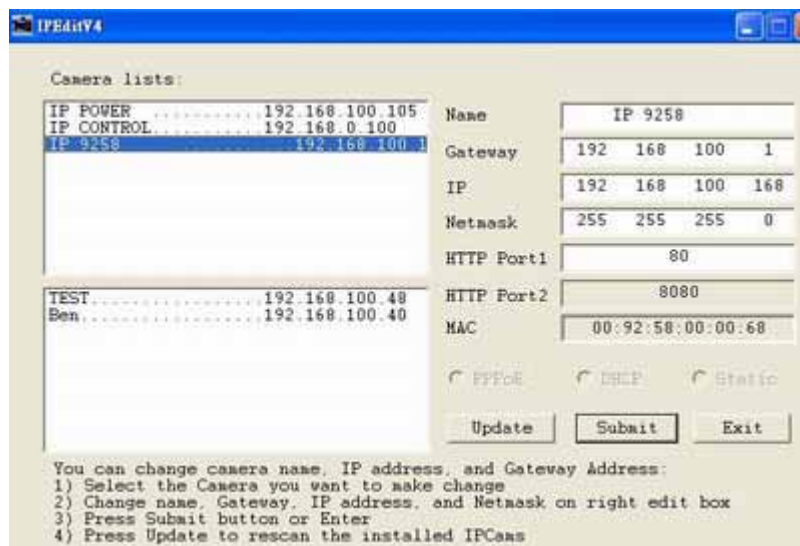 IPEditV4
Camera lists:
IP POWER ...........192.168.100.105
IP CONTROL...........192.168.0.100
IP 9258 ..............192.168.100.1
TEST.................192.168.100.48
Ben..................192.168.100.40
Name IP 9258
Gateway 192 168 100 1
IP 192 168 100 168
Netmask 255 255 255 0
HTTP Port1 80
HTTP Port2 8080
MAC 00:92:58:00:00:68
PPPoE DHCP Static
Update Submit Exit
You can change camera name, IP address, and Gateway Address:
1) Select the Camera you want to make change
2) Change name, Gateway, IP address, and Netmask on right edit box
3) Press Submit button or Enter
4) Press Update to rescan the installed IPCams